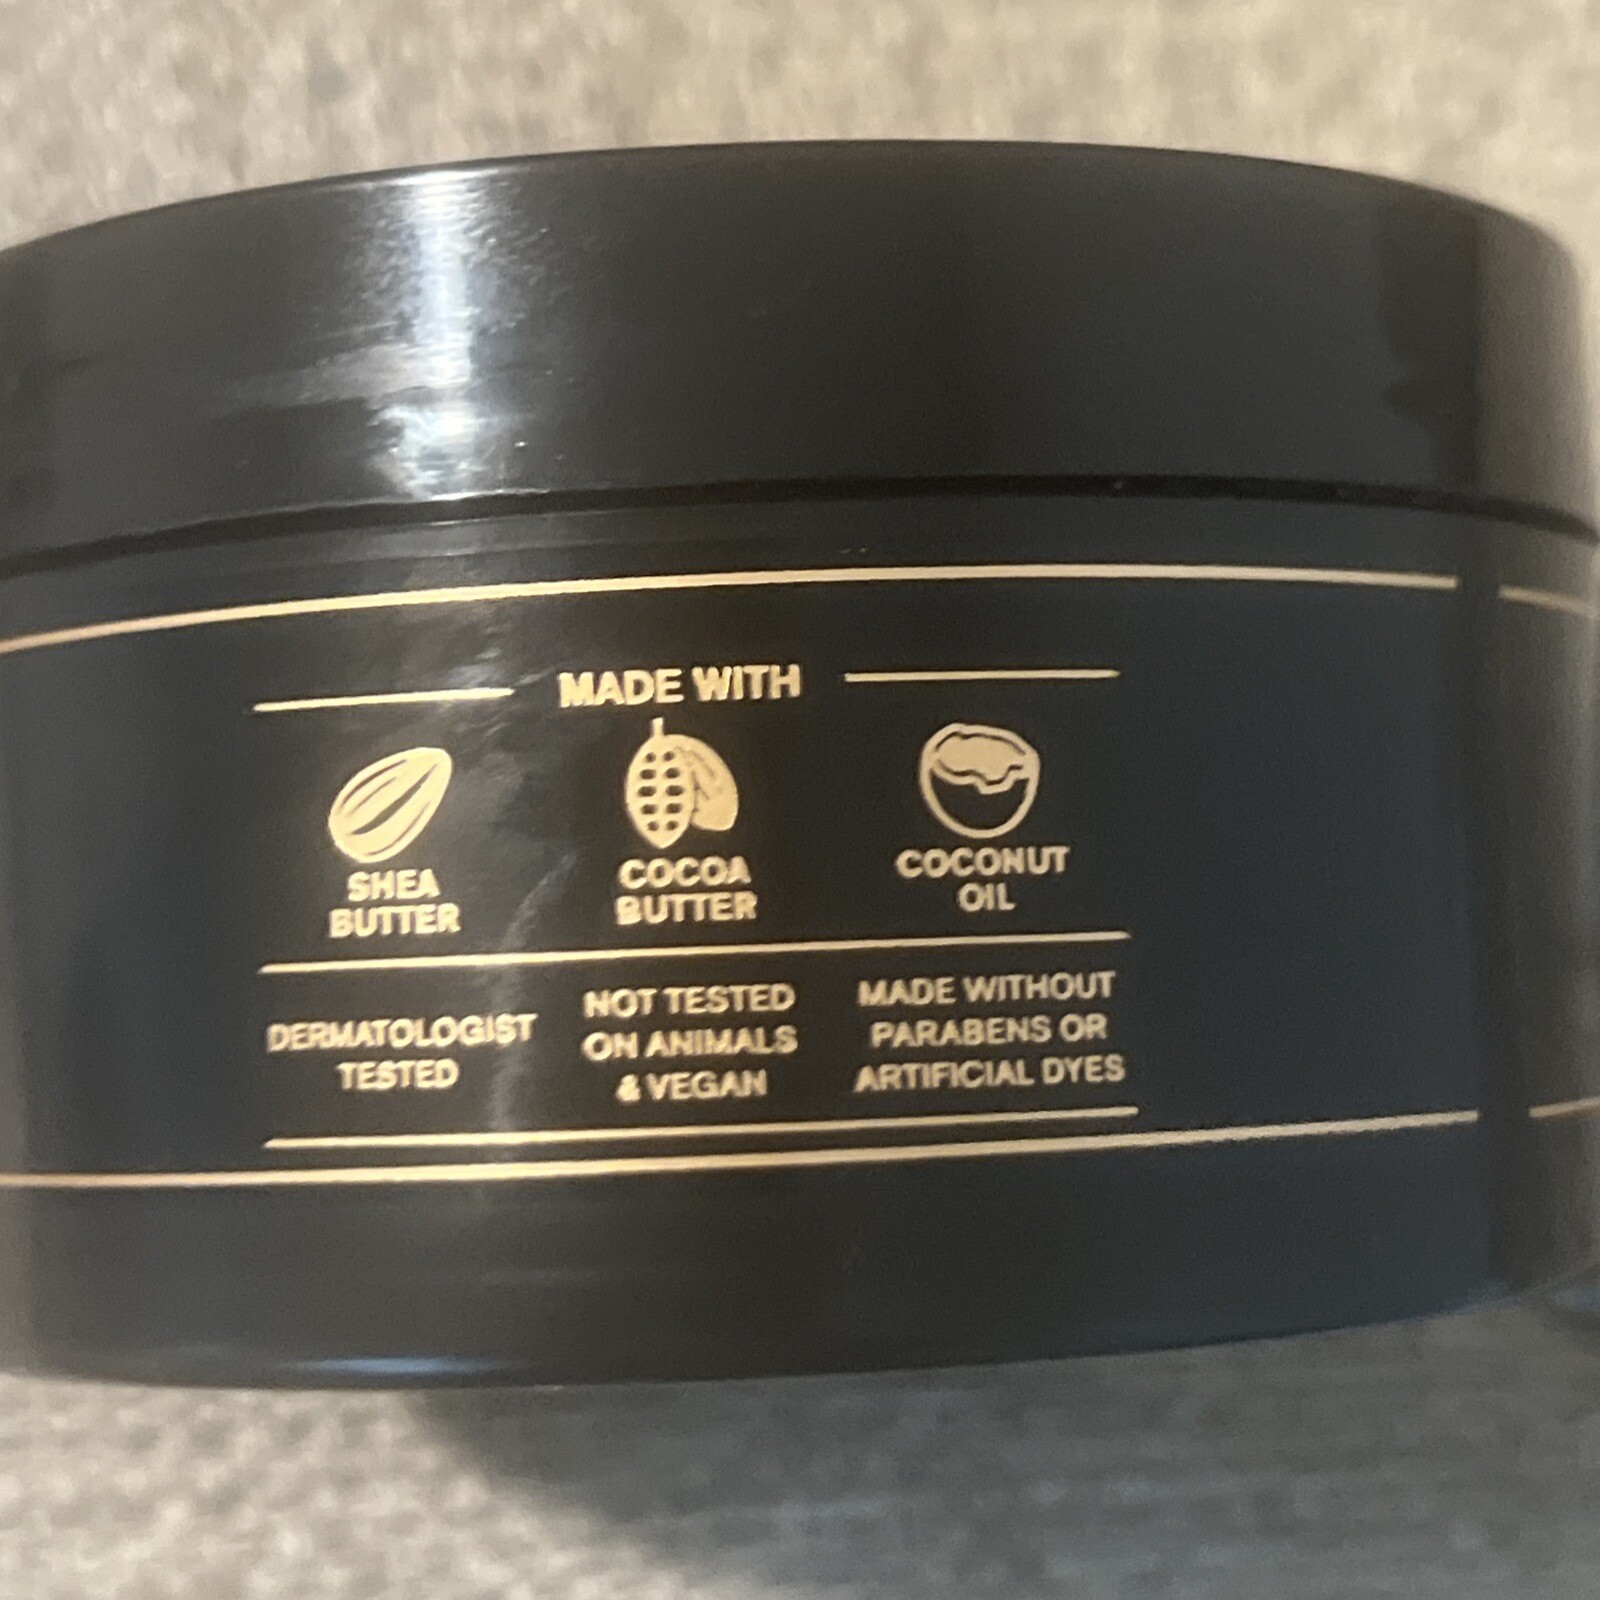 MADE WITH
SHEA
BUTTER
COCOA
BUTTER
COCONUT
OIL
DERMATOLOGIST
TESTED
NOT TESTED
ON ANIMALS
& VEGAN
MADE WITHOUT
PARABENS OR
ARTIFICIAL DYES